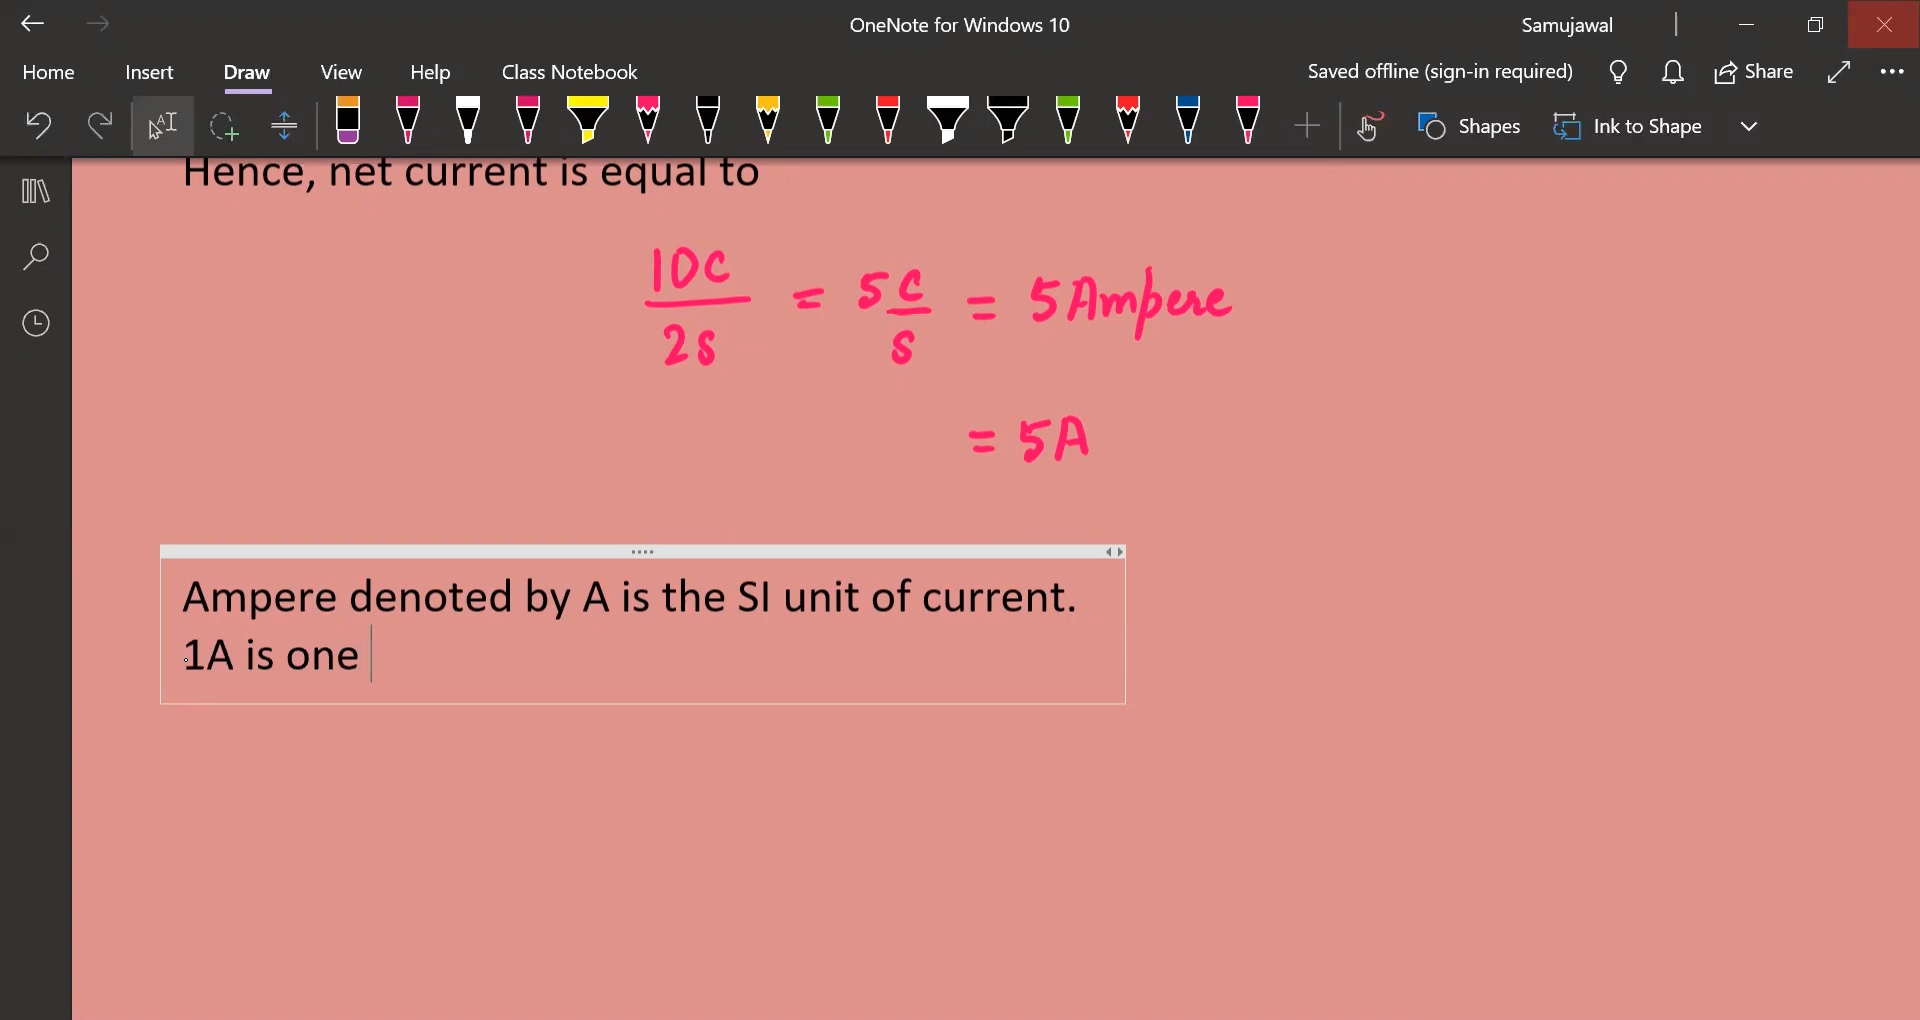 OneNote for Windows 10
Samujawal
Home Insert Draw View Help Class Notebook
Saved offline (sign-in required) Share
Shapes Ink to Shape
Hence, net current is equal to
10C/2s = 5 C/s = 5 Ampere
= 5A
Ampere denoted by A is the SI unit of current.
1A is one